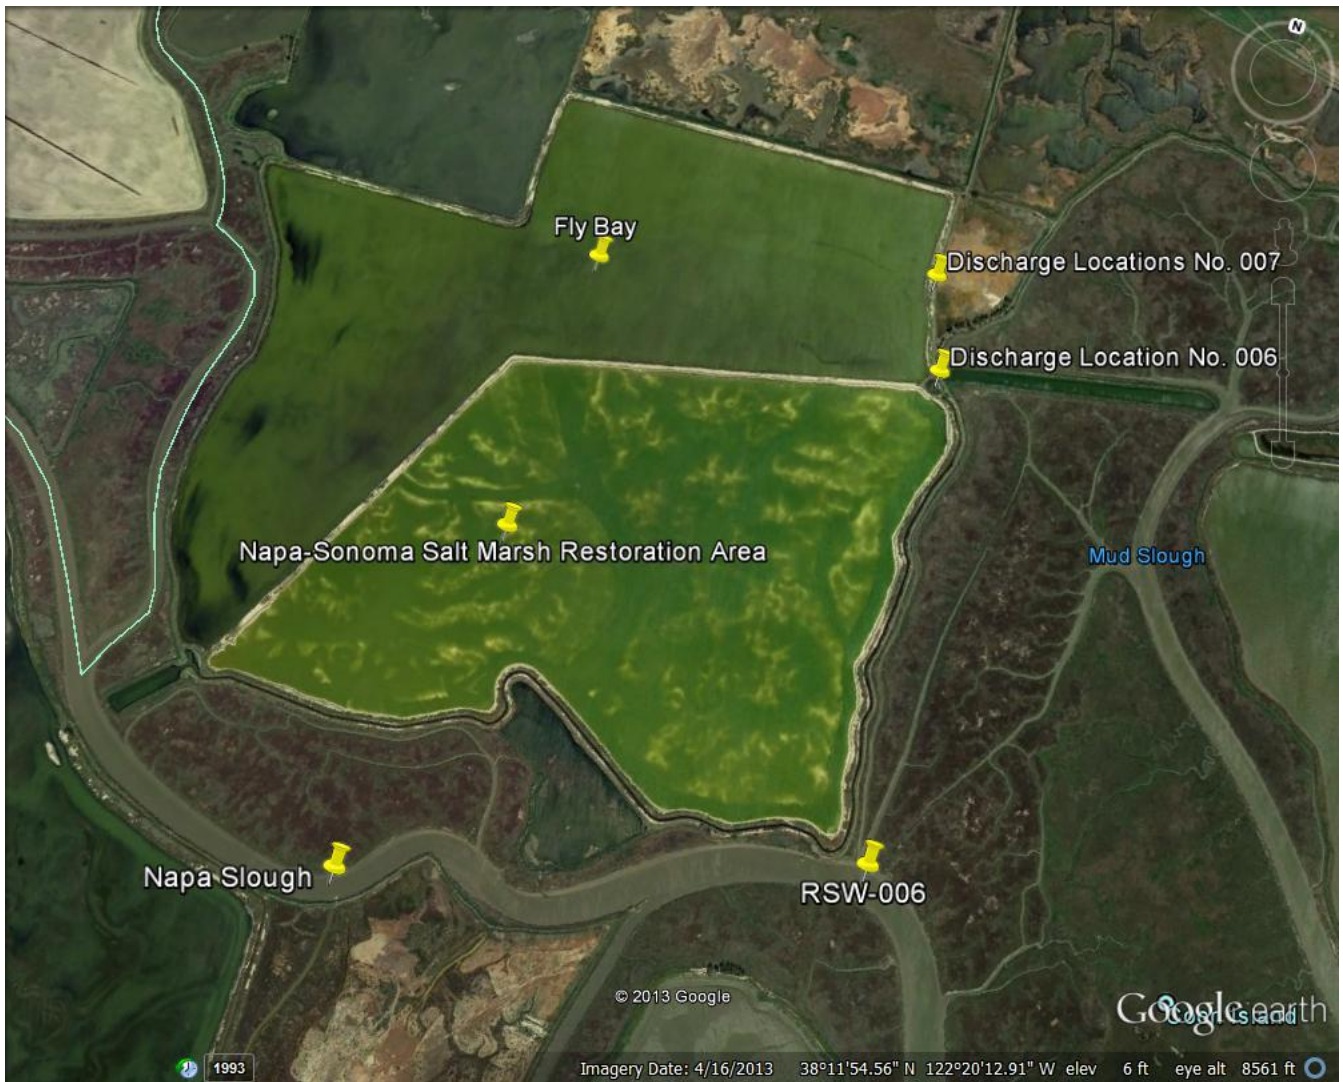 N
Fly Bay
Discharge Locations No. 007
Discharge Location No. 006
Napa-Sonoma Salt Marsh Restoration Area
Mud Slough
Napa Slough
RSW-006
© 2013 Google
Google earth
Coon Island
1993
Imagery Date: 4/16/2013 38°11'54.56" N 122°20'12.91" W elev 6 ft eye alt 8561 ft